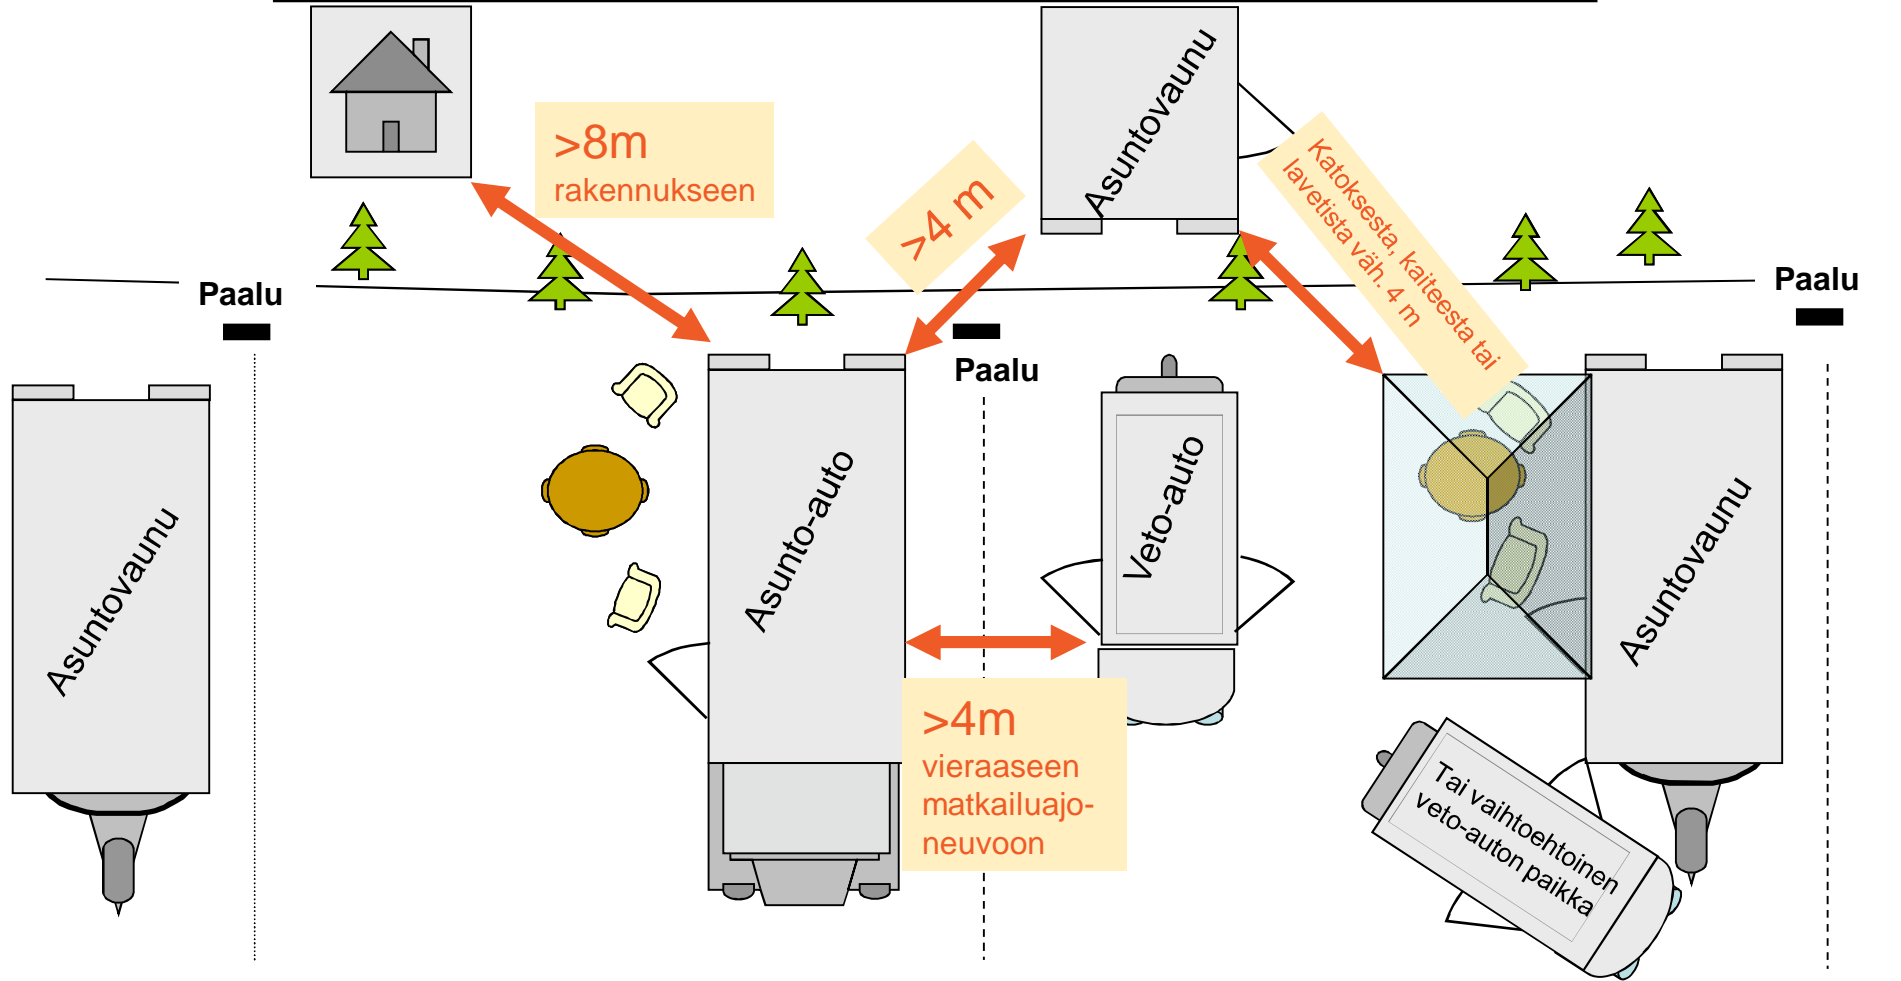 >8m
rakennukseen
>4 m
Asuntovaunu
Katoksesta, kaiteesta tai
lavetista väh. 4 m
Paalu
Paalu
Paalu
Asuntovaunu
Asunto-auto
Veto-auto
Asuntovaunu
>4m
vieraaseen
matkailuajo-
neuvoon
Tai vaihtoehtoinen
veto-auton paikka